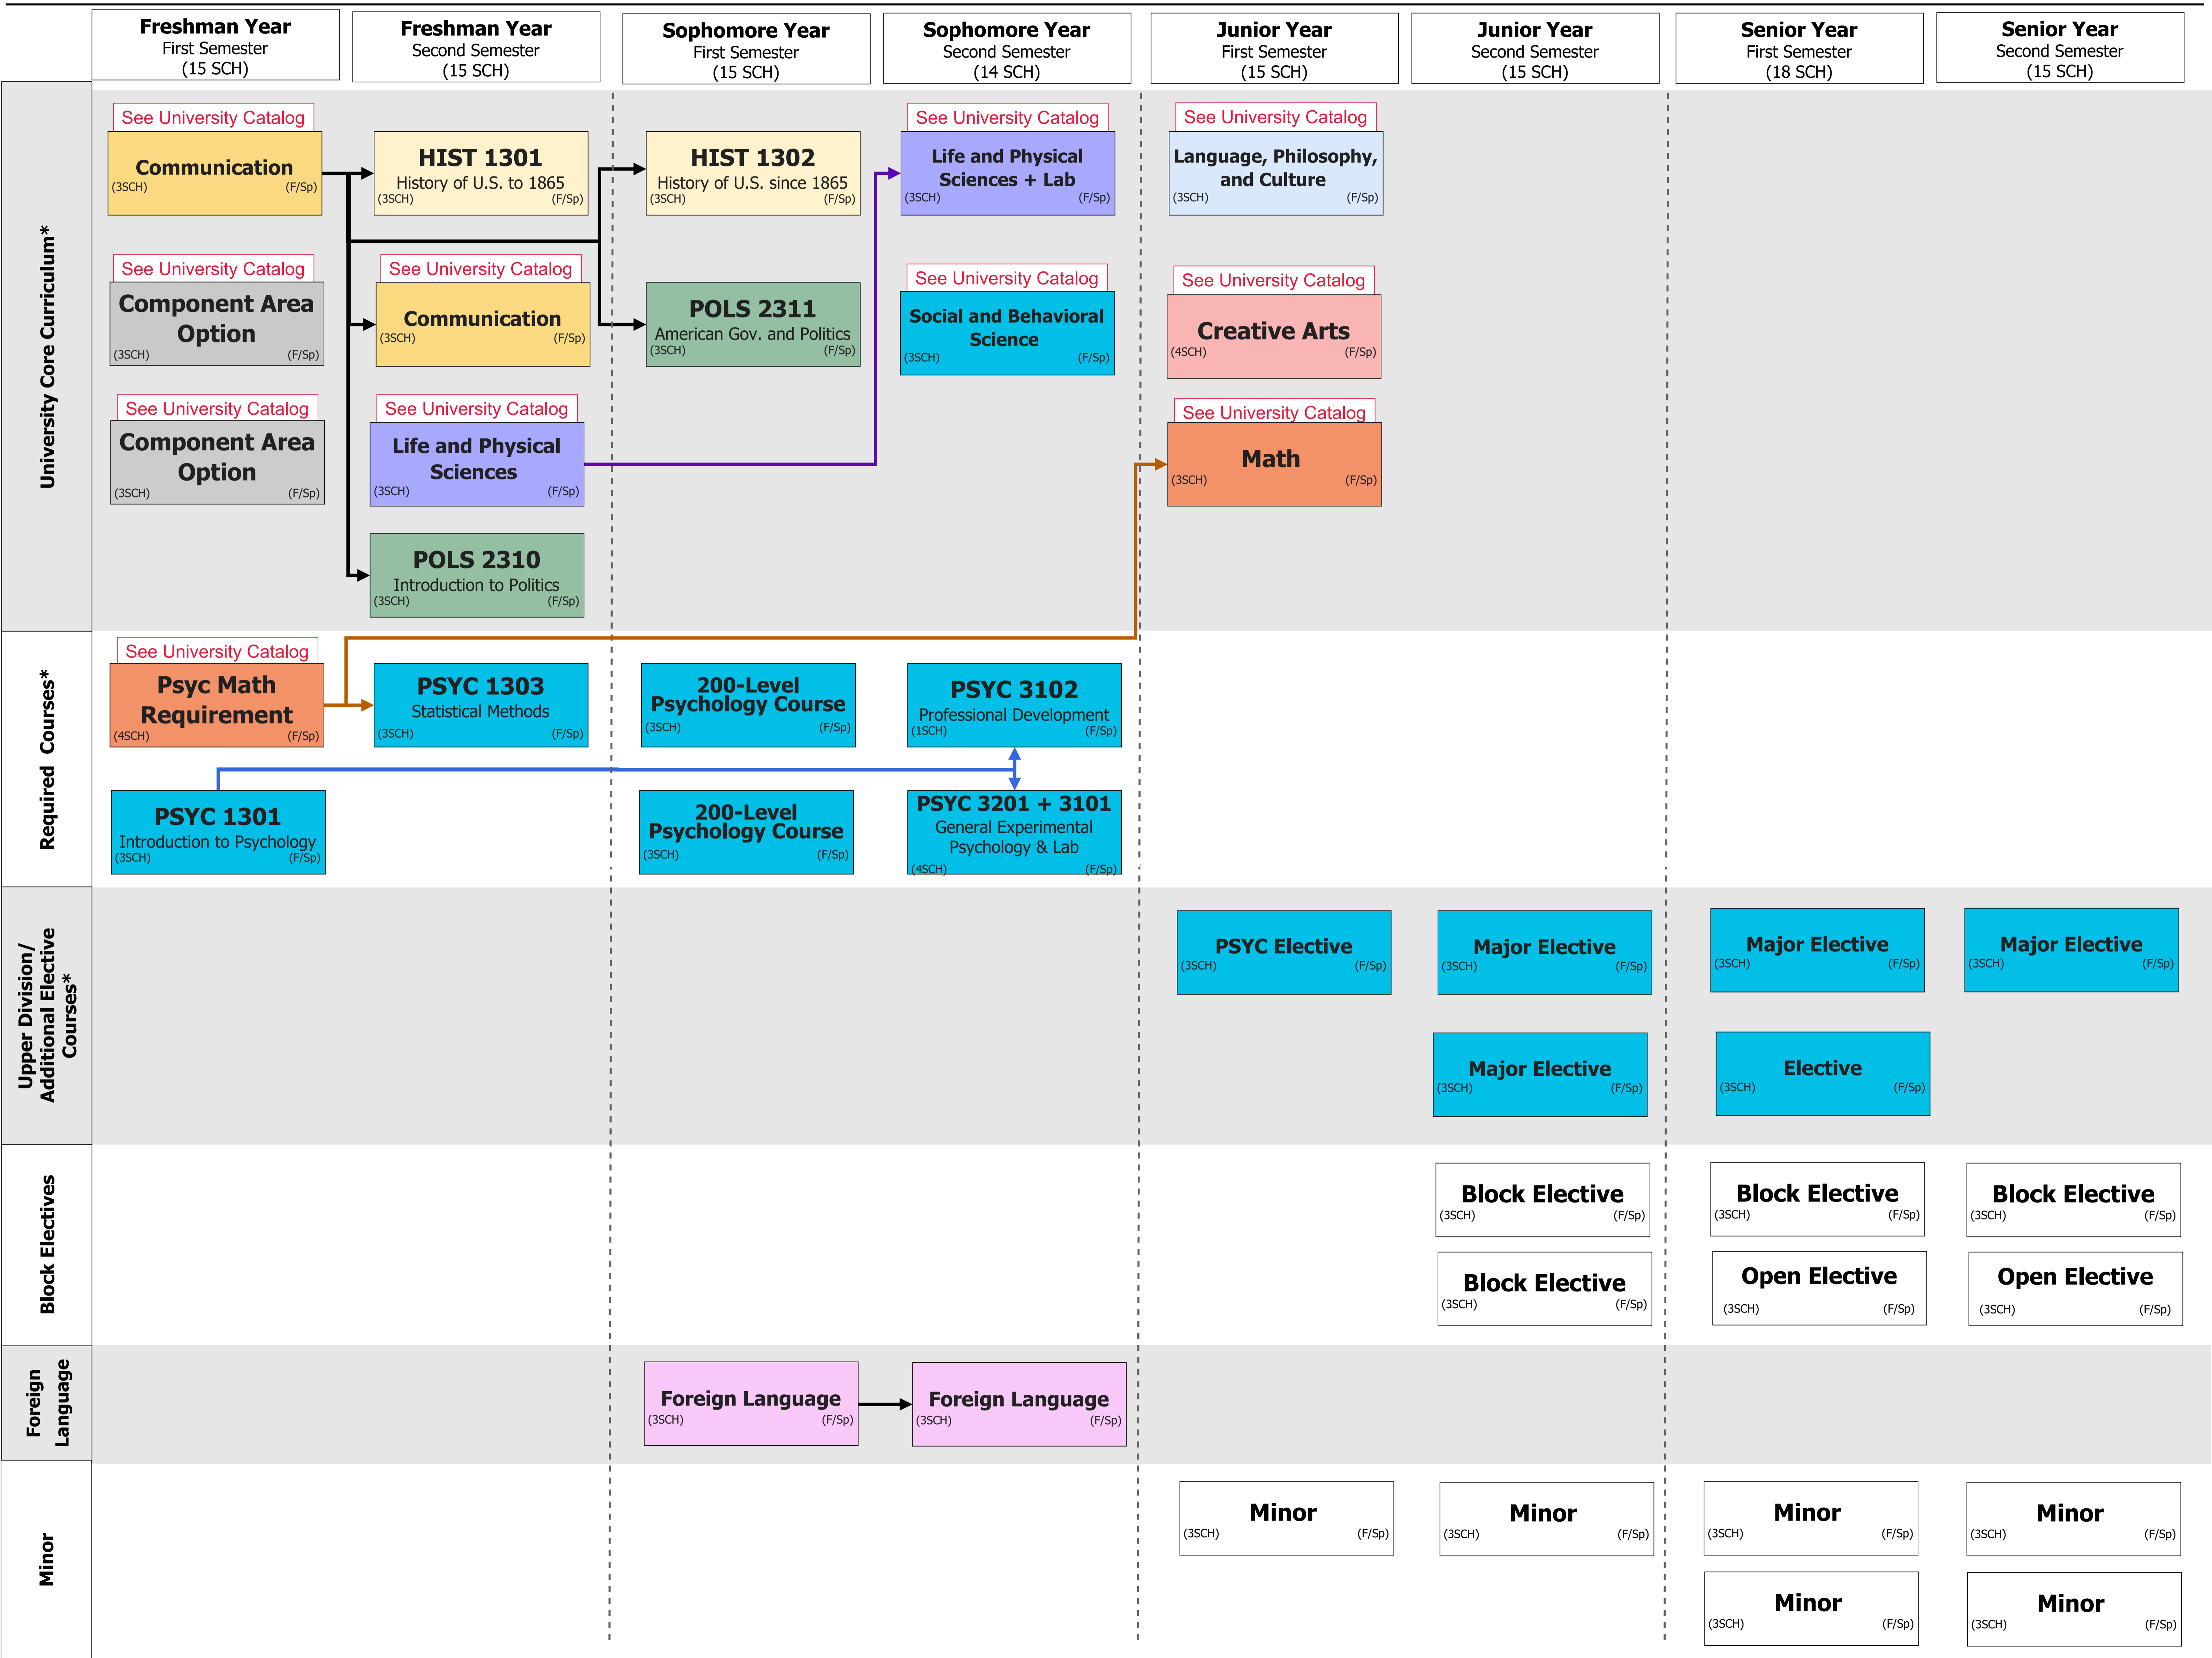 Freshman Year
First Semester
(15 SCH)
Freshman Year
Second Semester
(15 SCH)
Sophomore Year
First Semester
(15 SCH)
Sophomore Year
Second Semester
(14 SCH)
Junior Year
First Semester
(15 SCH)
Junior Year
Second Semester
(15 SCH)
Senior Year
First Semester
(18 SCH)
Senior Year
Second Semester
(15 SCH)
University Core Curriculum*
See University Catalog
Communication
(3SCH) (F/Sp)
HIST 1301
History of U.S. to 1865
(3SCH) (F/Sp)
HIST 1302
History of U.S. since 1865
(3SCH) (F/Sp)
See University Catalog
Life and Physical
Sciences + Lab
(3SCH) (F/Sp)
See University Catalog
Language, Philosophy,
and Culture
(3SCH) (F/Sp)
See University Catalog
Component Area
Option
(3SCH) (F/Sp)
See University Catalog
Communication
(3SCH) (F/Sp)
POLS 2311
American Gov. and Politics
(3SCH) (F/Sp)
See University Catalog
Social and Behavioral
Science
(3SCH) (F/Sp)
See University Catalog
Creative Arts
(4SCH) (F/Sp)
See University Catalog
Component Area
Option
(3SCH) (F/Sp)
See University Catalog
Life and Physical
Sciences
(3SCH) (F/Sp)
See University Catalog
Math
(3SCH) (F/Sp)
POLS 2310
Introduction to Politics
(3SCH) (F/Sp)
Required Courses*
See University Catalog
Psyc Math
Requirement
(4SCH) (F/Sp)
PSYC 1303
Statistical Methods
(3SCH) (F/Sp)
200-Level
Psychology Course
(3SCH) (F/Sp)
PSYC 3102
Professional Development
(1SCH) (F/Sp)
PSYC 1301
Introduction to Psychology
(3SCH) (F/Sp)
200-Level
Psychology Course
(3SCH) (F/Sp)
PSYC 3201 + 3101
General Experimental
Psychology & Lab
(4SCH) (F/Sp)
Upper Division/
Additional Elective
Courses*
PSYC Elective
(3SCH) (F/Sp)
Major Elective
(3SCH) (F/Sp)
Major Elective
(3SCH) (F/Sp)
Major Elective
(3SCH) (F/Sp)
Major Elective
(3SCH) (F/Sp)
Elective
(3SCH) (F/Sp)
Block Electives
Block Elective
(3SCH) (F/Sp)
Block Elective
(3SCH) (F/Sp)
Block Elective
(3SCH) (F/Sp)
Block Elective
(3SCH) (F/Sp)
Open Elective
(3SCH) (F/Sp)
Open Elective
(3SCH) (F/Sp)
Foreign
Language
Foreign Language
(3SCH) (F/Sp)
Foreign Language
(3SCH) (F/Sp)
Minor
Minor
(3SCH) (F/Sp)
Minor
(3SCH) (F/Sp)
Minor
(3SCH) (F/Sp)
Minor
(3SCH) (F/Sp)
Minor
(3SCH) (F/Sp)
Minor
(3SCH) (F/Sp)